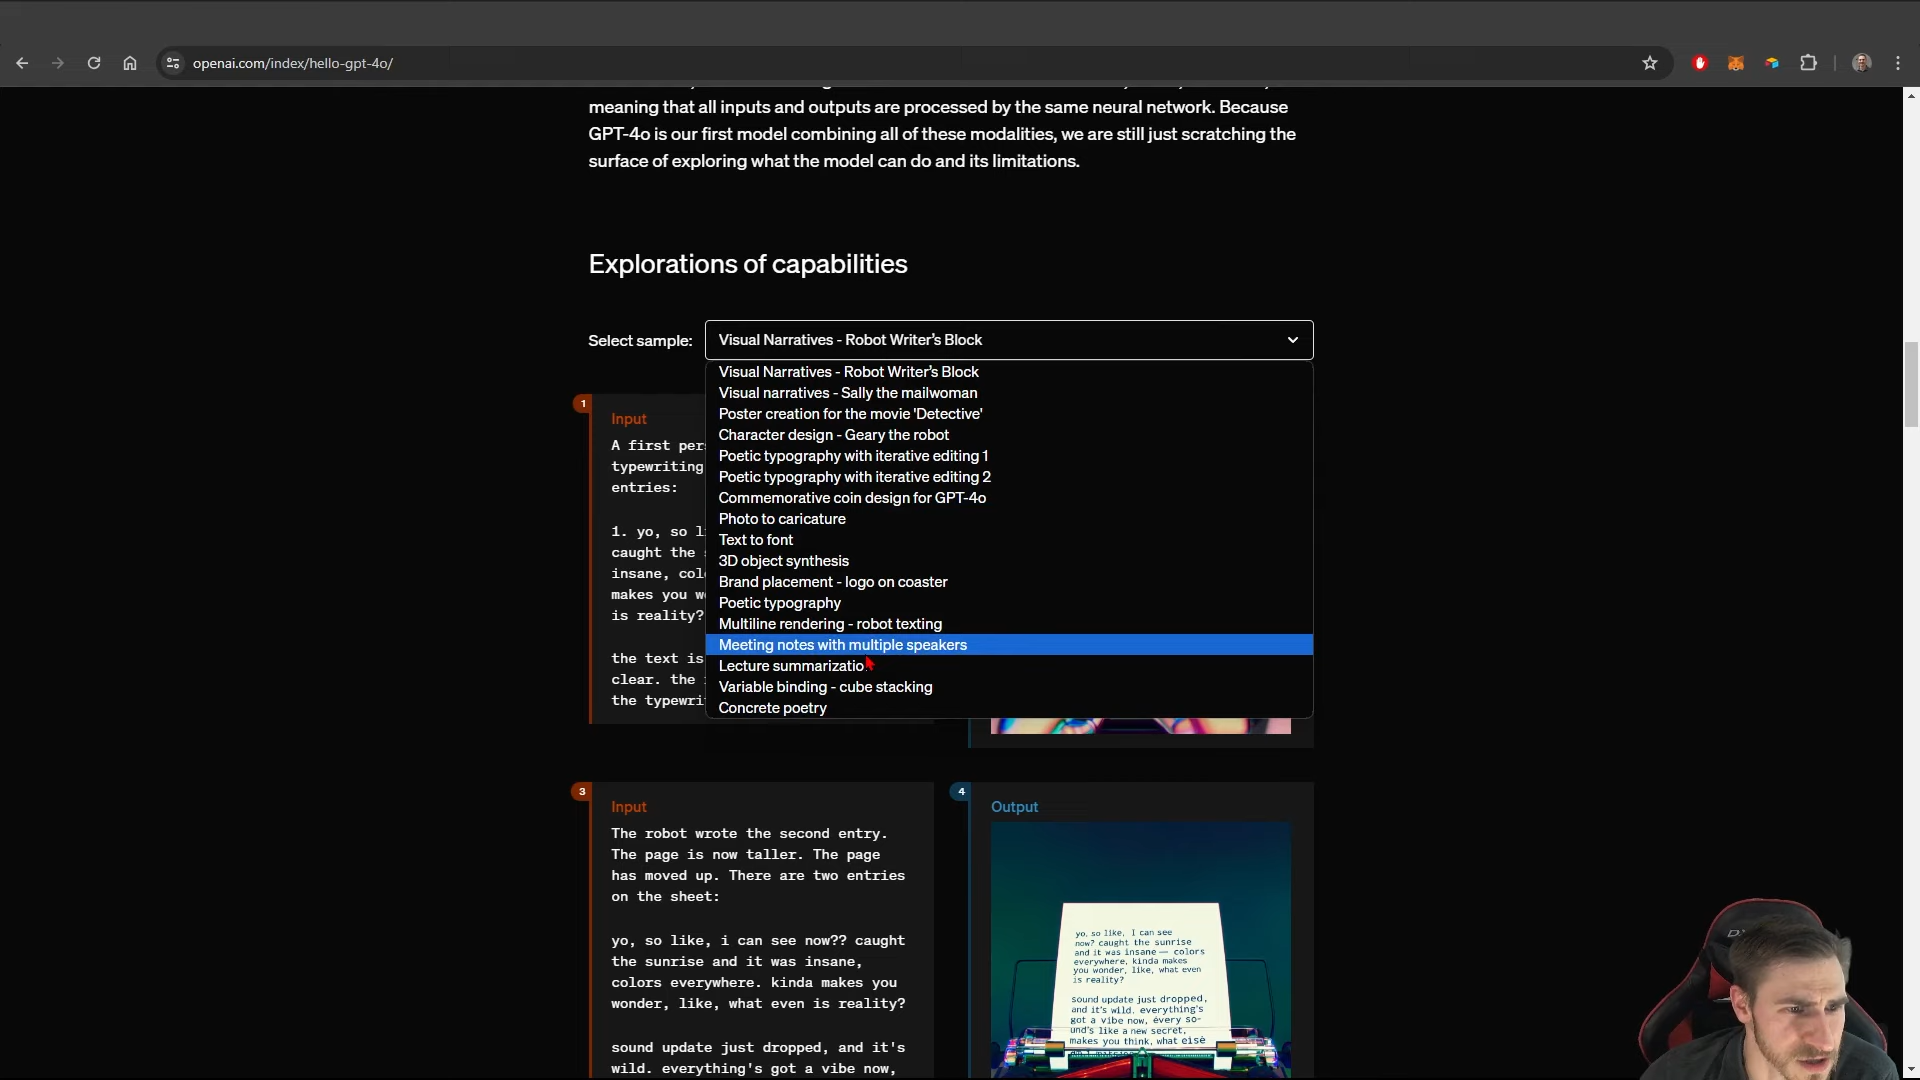 openai.com/index/hello-gpt-4o/
meaning that all inputs and outputs are processed by the same neural network. Because
GPT-4o is our first model combining all of these modalities, we are still just scratching the
surface of exploring what the model can do and its limitations.
Explorations of capabilities
Select sample:
Visual Narratives - Robot Writer’s Block
Visual Narratives - Robot Writer’s Block
Visual narratives - Sally the mailwoman
Poster creation for the movie 'Detective'
Character design - Geary the robot
Poetic typography with iterative editing 1
Poetic typography with iterative editing 2
Commemorative coin design for GPT-4o
Photo to caricature
Text to font
3D object synthesis
Brand placement - logo on coaster
Poetic typography
Multiline rendering - robot texting
Meeting notes with multiple speakers
Lecture summarizatio
Variable binding - cube stacking
Concrete poetry
1
Input
A first
typewriting
entries:
1. yo, so
caught the
insane,
makes you
is reality?
the text is
clear. the
the
3
Input
The robot wrote the second entry.
The page is now taller. The page
has moved up. There are two entries
on the sheet:
yo, so like, i can see now?? caught
the sunrise and it was insane,
colors everywhere. kinda makes you
wonder, like, what even is reality?
sound update just dropped, and it's
wild. everything's got a vibe now,
4
Output
yo, so like, I can see
now? caught the sunrise
and it was insane— colors
everywhere, kinda makes
you wonder, like, what even
is reality?
sound update just dropped,
and it's wild. everything's
got a vibe now, every so-
und's like a new secret,
makes you think, what else